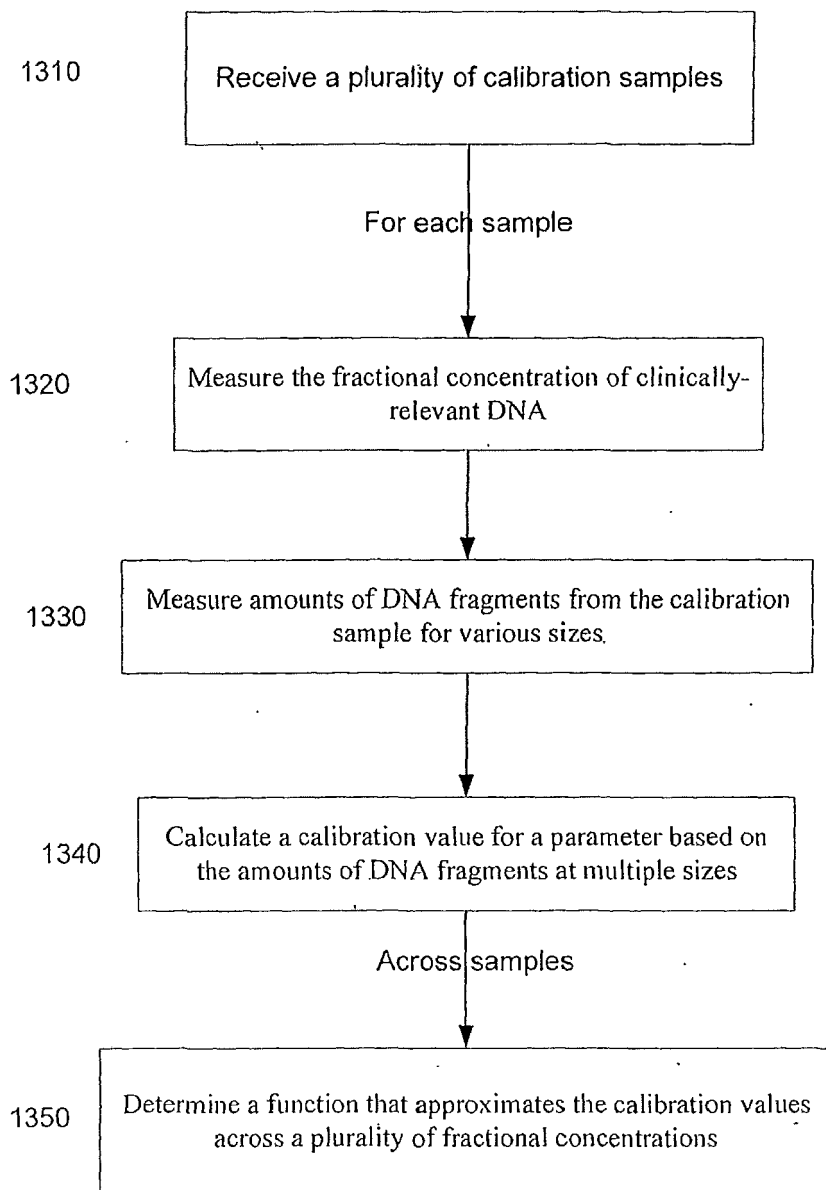 1310
Receive a plurality of calibration samples
For each sample
1320
Measure the fractional concentration of clinically-
relevant DNA
1330
Measure amounts of DNA fragments from the calibration
sample for various sizes.
1340
Calculate a calibration value for a parameter based on
the amounts of DNA fragments at multiple sizes
Across samples
1350
Determine a function that approximates the calibration values
across a plurality of fractional concentrations